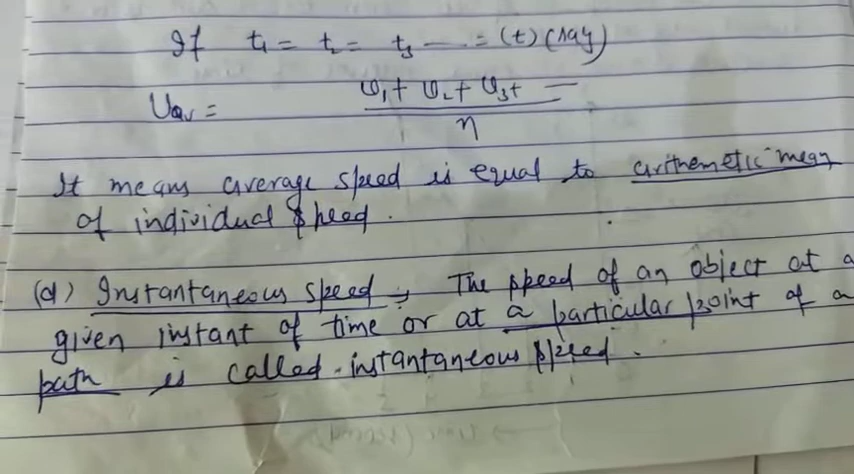 If t₁ = t₂ = t₃ --- = (t) (say)
Uav = υ₁ + υ₂ + υ₃ + --
n
It means average speed is equal to arithemetic mean
of individual speed.
(d) Instantaneous speed :- The speed of an object at a
given instant of time or at a particular point of a
path is called instantaneous speed.